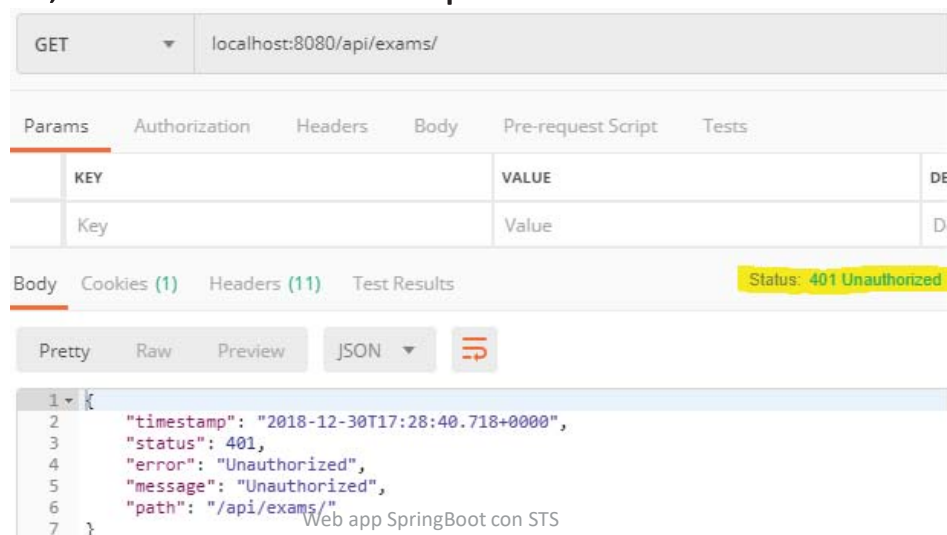 GET localhost:8080/api/exams/
Params Authorization Headers Body Pre-request Script Tests
KEY VALUE
Key Value
Body Cookies (1) Headers (11) Test Results Status: 401 Unauthorized
Pretty Raw Preview JSON
1 {
2 "timestamp": "2018-12-30T17:28:40.718+0000",
3 "status": 401,
4 "error": "Unauthorized",
5 "message": "Unauthorized",
6 "path": "/api/exams/"
7 }
Web app SpringBoot con STS